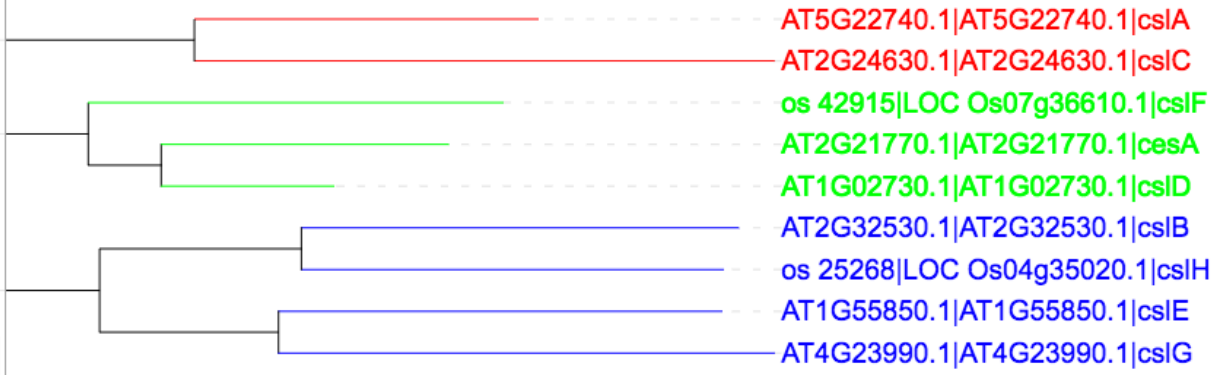 AT5G22740.1|AT5G22740.1|cslA
AT2G24630.1|AT2G24630.1|cslC
os 42915|LOC Os07g36610.1|cslF
AT2G21770.1|AT2G21770.1|cesA
AT1G02730.1|AT1G02730.1|cslD
AT2G32530.1|AT2G32530.1|cslB
os 25268|LOC Os04g35020.1|cslH
AT1G55850.1|AT1G55850.1|cslE
AT4G23990.1|AT4G23990.1|cslG